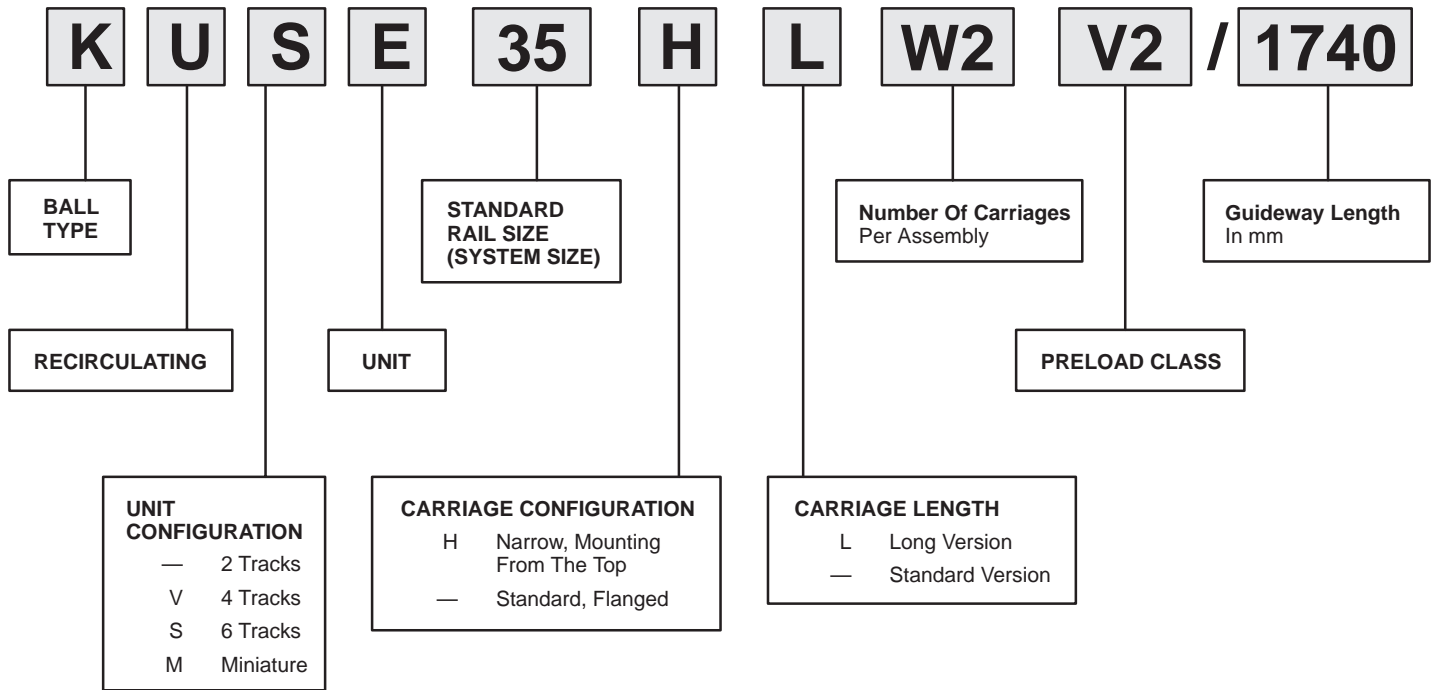 K U S E 35 H L W2 V2 / 1740
BALL
TYPE
STANDARD
RAIL SIZE
(SYSTEM SIZE)
Number Of Carriages
Per Assembly
Guideway Length
In mm
RECIRCULATING
UNIT
PRELOAD CLASS
UNIT
CONFIGURATION
— 2 Tracks
V 4 Tracks
S 6 Tracks
M Miniature
CARRIAGE CONFIGURATION
H Narrow, Mounting
From The Top
— Standard, Flanged
CARRIAGE LENGTH
L Long Version
— Standard Version